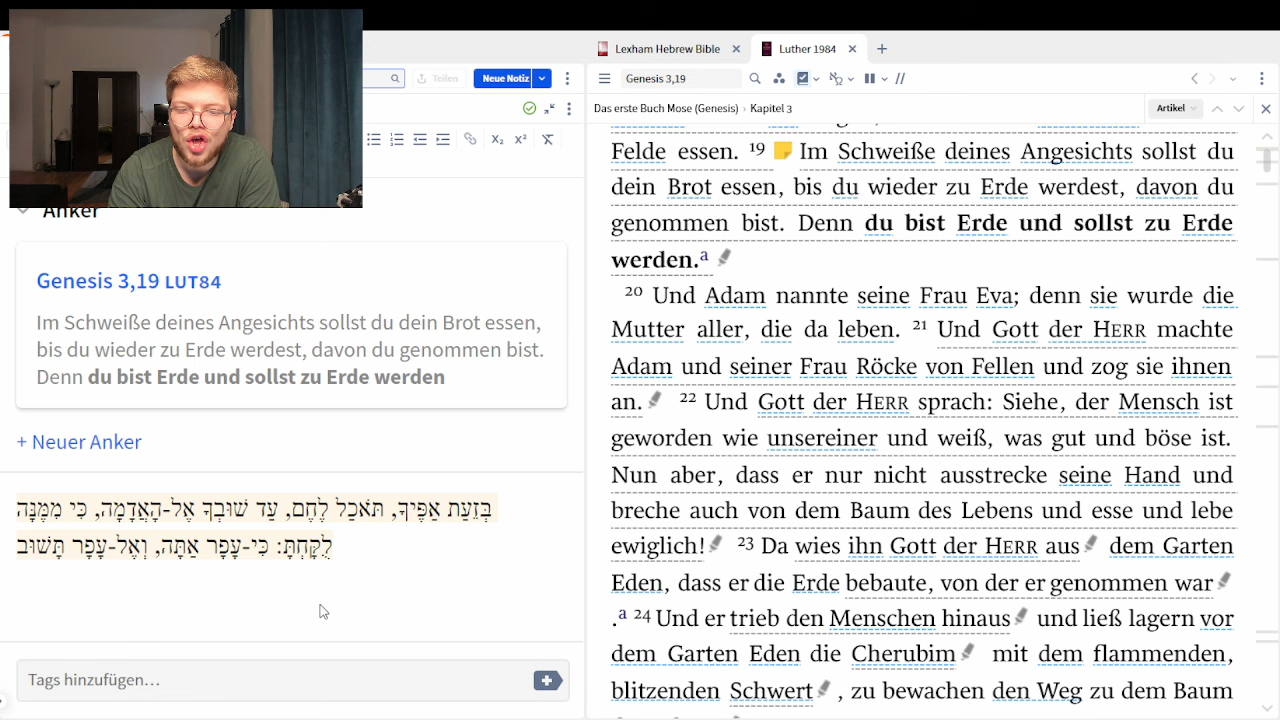 Lexham Hebrew Bible
Luther 1984
Teilen
Neue Notiz
Genesis 3,19
Das erste Buch Mose (Genesis) › Kapitel 3
Artikel
Anker
Genesis 3,19 LUT84
Im Schweiße deines Angesichts sollst du dein Brot essen,
bis du wieder zu Erde werdest, davon du genommen bist.
Denn du bist Erde und sollst zu Erde werden
+ Neuer Anker
בְּזֵעַת אַפֶּיךָ, תֹּאכַל לֶחֶם, עַד שׁוּבְךָ אֶל-הָאֲדָמָה, כִּי מִמֶּנָּה
לֻקָּחְתָּ: כִּי-עָפָר אַתָּה, וְאֶל-עָפָר תָּשׁוּב
Tags hinzufügen…
Felde essen. 19 Im Schweiße deines Angesichts sollst du
dein Brot essen, bis du wieder zu Erde werdest, davon du
genommen bist. Denn du bist Erde und sollst zu Erde
werden.a
20 Und Adam nannte seine Frau Eva; denn sie wurde die
Mutter aller, die da leben. 21 Und Gott der HERR machte
Adam und seiner Frau Röcke von Fellen und zog sie ihnen
an. 22 Und Gott der HERR sprach: Siehe, der Mensch ist
geworden wie unsereiner und weiß, was gut und böse ist.
Nun aber, dass er nur nicht ausstrecke seine Hand und
breche auch von dem Baum des Lebens und esse und lebe
ewiglich! 23 Da wies ihn Gott der HERR aus dem Garten
Eden, dass er die Erde bebaute, von der er genommen war
.a 24 Und er trieb den Menschen hinaus und ließ lagern vor
dem Garten Eden die Cherubim mit dem flammenden,
blitzenden Schwert , zu bewachen den Weg zu dem Baum